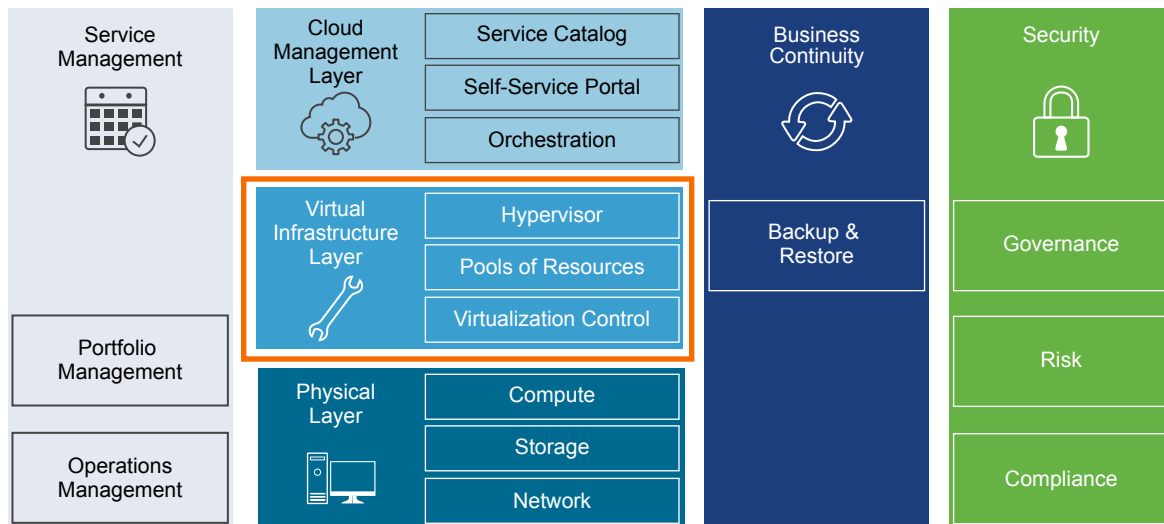 Service
Management
Portfolio
Management
Operations
Management
Cloud
Management
Layer
Service Catalog
Self-Service Portal
Orchestration
Virtual
Infrastructure
Layer
Hypervisor
Pools of Resources
Virtualization Control
Physical
Layer
Compute
Storage
Network
Business
Continuity
Backup &
Restore
Security
Governance
Risk
Compliance